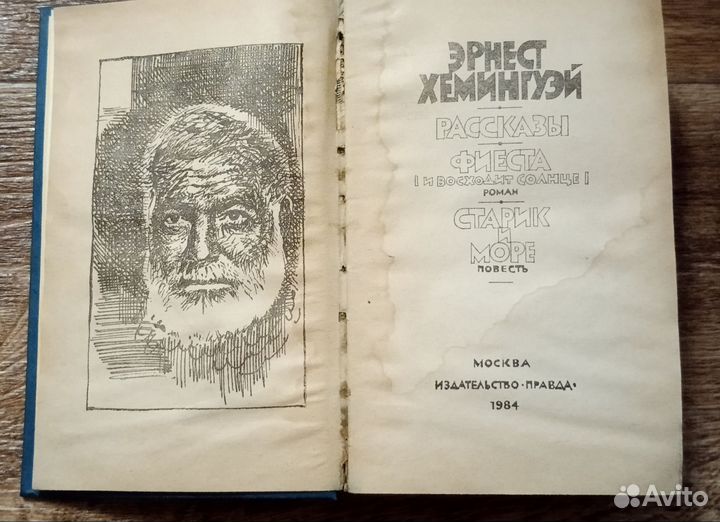 ЭРНЕСТ
ХЕМИНГУЭЙ
РАССКАЗЫ
ФИЕСТА
(И ВОСХОДИТ СОЛНЦЕ)
РОМАН
СТАРИК
И
МОРЕ
ПОВЕСТЬ
МОСКВА
ИЗДАТЕЛЬСТВО «ПРАВДА»
1984
Avito